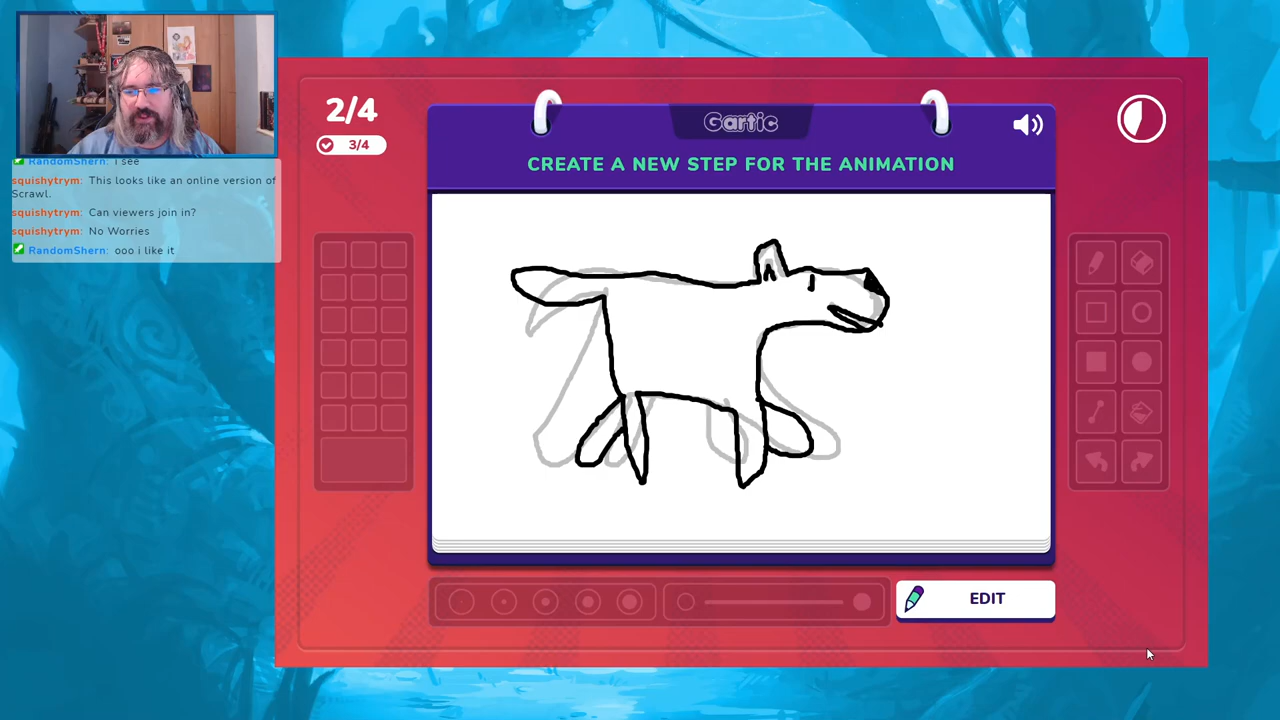 RandomShern: i see
squishytrym: This looks like an online version of
Scrawl.
squishytrym: Can viewers join in?
squishytrym: No Worries
RandomShern: ooo i like it
2/4
3/4
Gartic
CREATE A NEW STEP FOR THE ANIMATION
EDIT